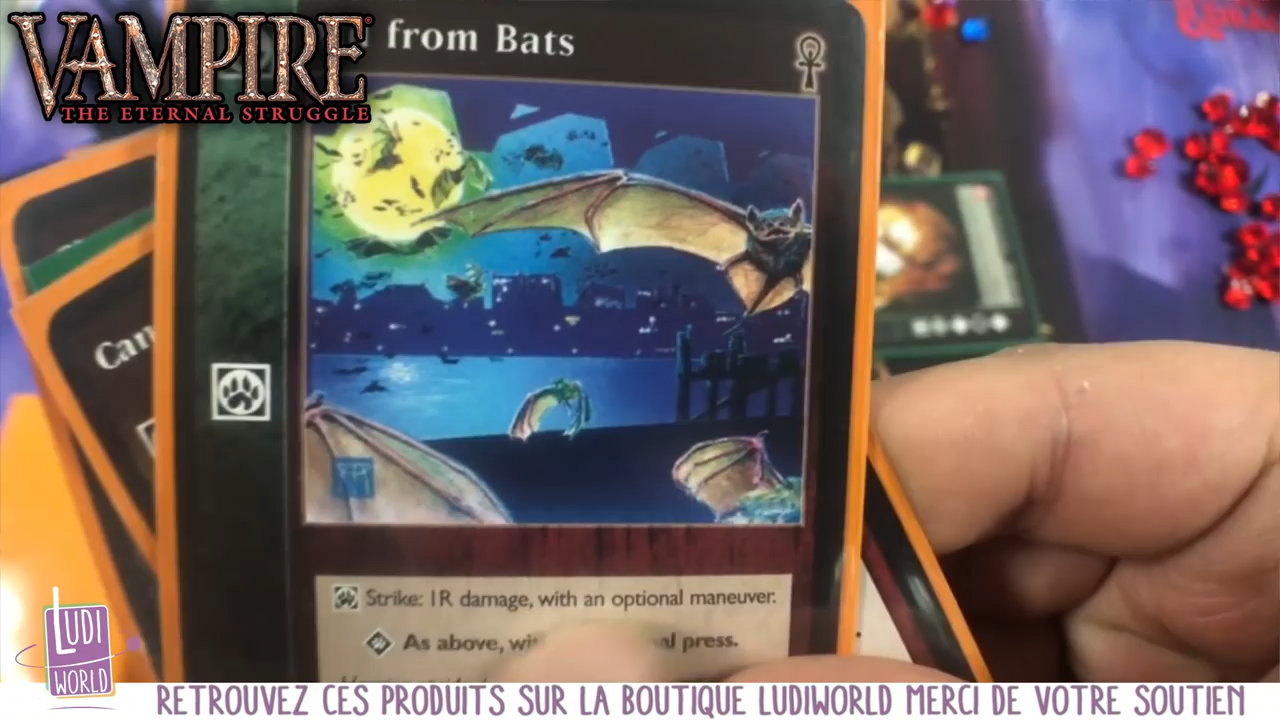 VAMPIRE
THE ETERNAL STRUGGLE
from Bats
Can
Strike: 1R damage, with an optional maneuver.
As above, wi al press.
LUDI
WORLD
RETROUVEZ CES PRODUITS SUR LA BOUTIQUE LUDIWORLD MERCI DE VOTRE SOUTIEN